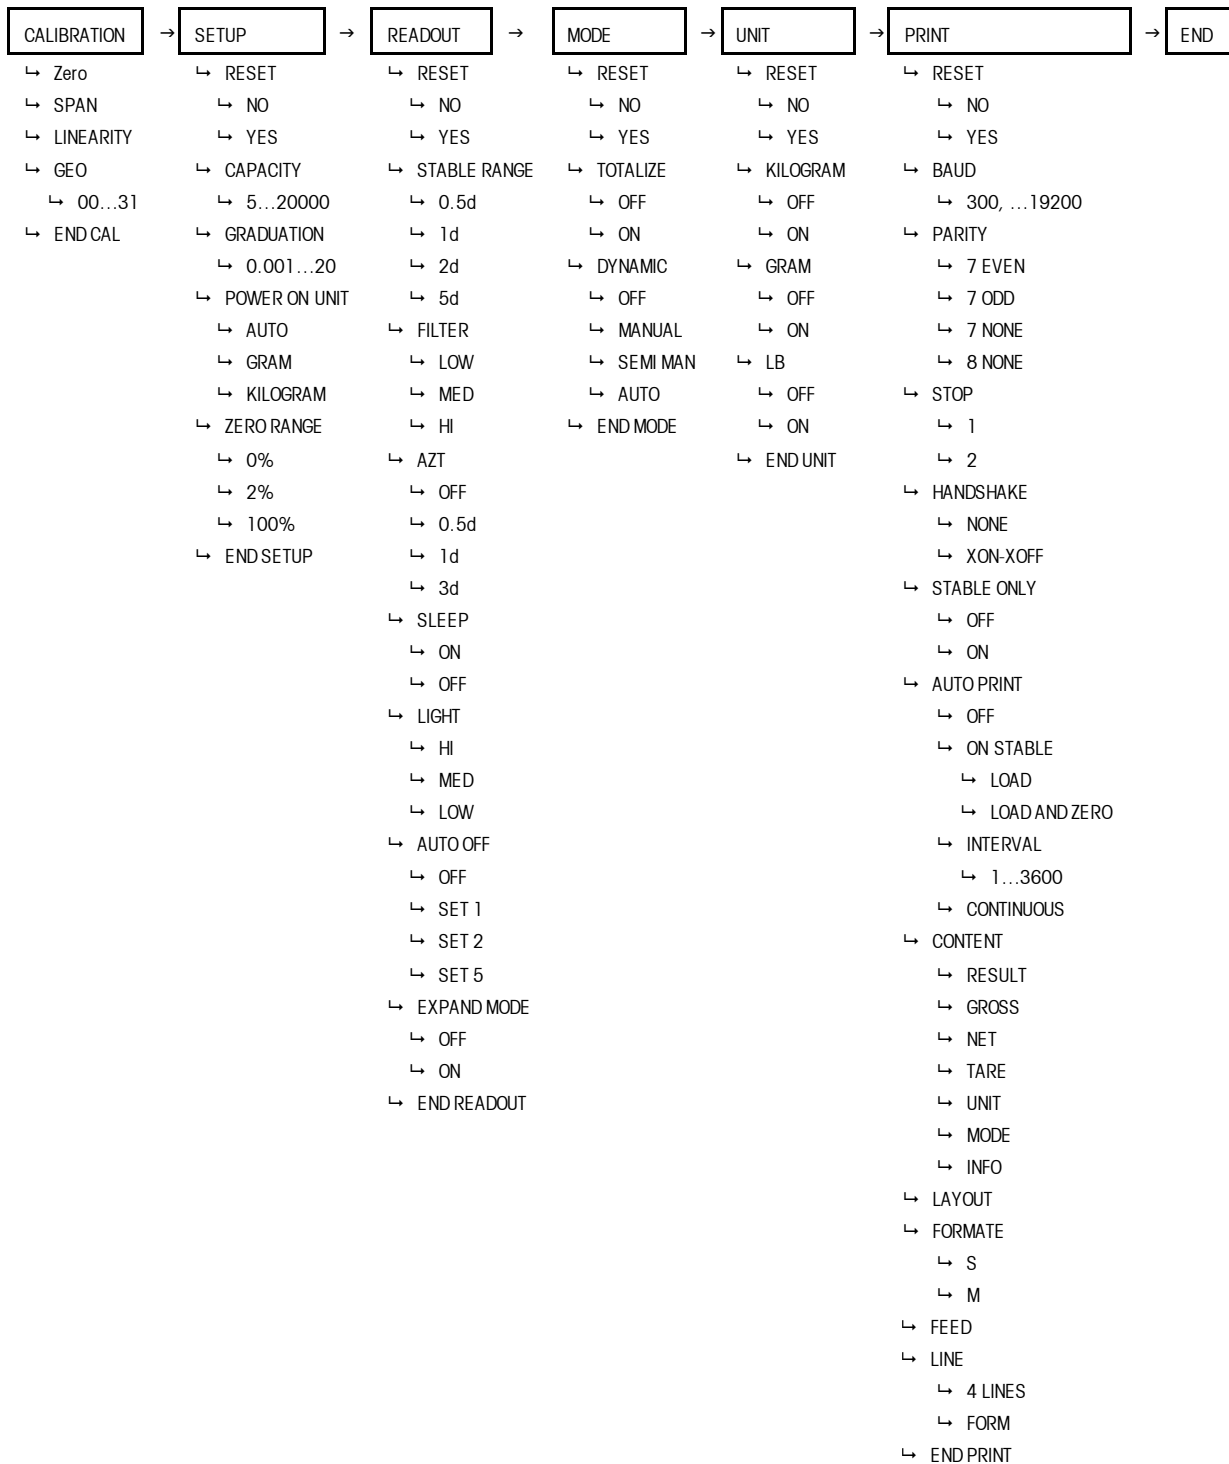 CALIBRATION → SETUP → READOUT → MODE → UNIT → PRINT → END
↳ Zero
↳ SPAN
↳ LINEARITY
↳ GEO
↳ 00...31
↳ END CAL
↳ RESET
↳ NO
↳ YES
↳ CAPACITY
↳ 5...20000
↳ GRADUATION
↳ 0.001...20
↳ POWER ON UNIT
↳ AUTO
↳ GRAM
↳ KILOGRAM
↳ ZERO RANGE
↳ 0%
↳ 2%
↳ 100%
↳ END SETUP
↳ RESET
↳ NO
↳ YES
↳ STABLE RANGE
↳ 0.5d
↳ 1d
↳ 2d
↳ 5d
↳ FILTER
↳ LOW
↳ MED
↳ HI
↳ AZT
↳ OFF
↳ 0.5d
↳ 1d
↳ 3d
↳ SLEEP
↳ ON
↳ OFF
↳ LIGHT
↳ HI
↳ MED
↳ LOW
↳ AUTO OFF
↳ OFF
↳ SET 1
↳ SET 2
↳ SET 5
↳ EXPAND MODE
↳ OFF
↳ ON
↳ END READOUT
↳ RESET
↳ NO
↳ YES
↳ TOTALIZE
↳ OFF
↳ ON
↳ DYNAMIC
↳ OFF
↳ MANUAL
↳ SEMI MAN
↳ AUTO
↳ END MODE
↳ RESET
↳ NO
↳ YES
↳ KILOGRAM
↳ OFF
↳ ON
↳ GRAM
↳ OFF
↳ ON
↳ LB
↳ OFF
↳ ON
↳ END UNIT
↳ RESET
↳ NO
↳ YES
↳ BAUD
↳ 300, ...19200
↳ PARITY
↳ 7 EVEN
↳ 7 ODD
↳ 7 NONE
↳ 8 NONE
↳ STOP
↳ 1
↳ 2
↳ HANDSHAKE
↳ NONE
↳ XON-XOFF
↳ STABLE ONLY
↳ OFF
↳ ON
↳ AUTO PRINT
↳ OFF
↳ ON STABLE
↳ LOAD
↳ LOAD AND ZERO
↳ INTERVAL
↳ 1...3600
↳ CONTINUOUS
↳ CONTENT
↳ RESULT
↳ GROSS
↳ NET
↳ TARE
↳ UNIT
↳ MODE
↳ INFO
↳ LAYOUT
↳ FORMATE
↳ S
↳ M
↳ FEED
↳ LINE
↳ 4 LINES
↳ FORM
↳ END PRINT